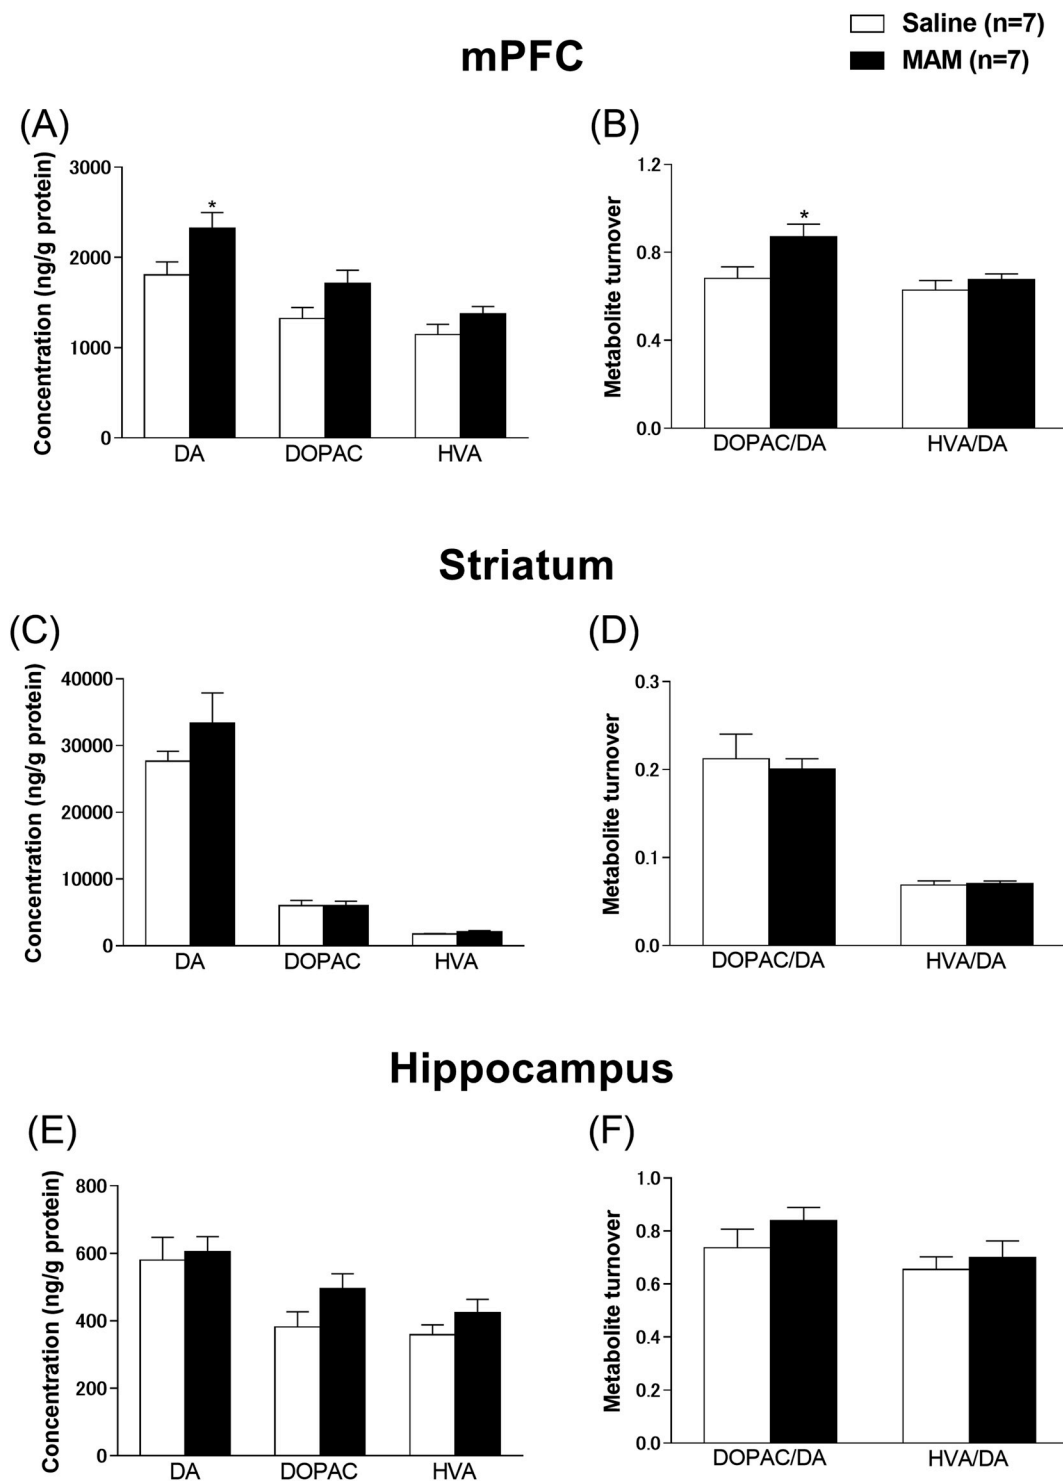 Saline (n=7)
MAM (n=7)
mPFC
(A)
Concentration (ng/g protein)
3000
2000
1000
0
*
DA
DOPAC
HVA
(B)
Metabolite turnover
1.2
0.8
0.4
0.0
*
DOPAC/DA
HVA/DA
Striatum
(C)
Concentration (ng/g protein)
40000
30000
20000
10000
0
DA
DOPAC
HVA
(D)
Metabolite turnover
0.3
0.2
0.1
0.0
DOPAC/DA
HVA/DA
Hippocampus
(E)
Concentration (ng/g protein)
800
600
400
200
0
DA
DOPAC
HVA
(F)
Metabolite turnover
1.0
0.8
0.6
0.4
0.2
0.0
DOPAC/DA
HVA/DA